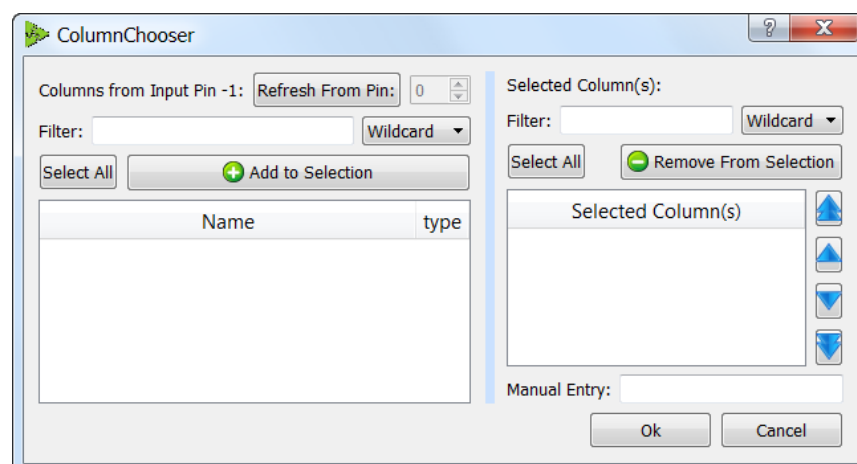 ColumnChooser
Columns from Input Pin -1: Refresh From Pin: 0
Filter: Wildcard
Select All Add to Selection
Name type
Selected Column(s):
Filter: Wildcard
Select All Remove From Selection
Selected Column(s)
Manual Entry:
Ok Cancel